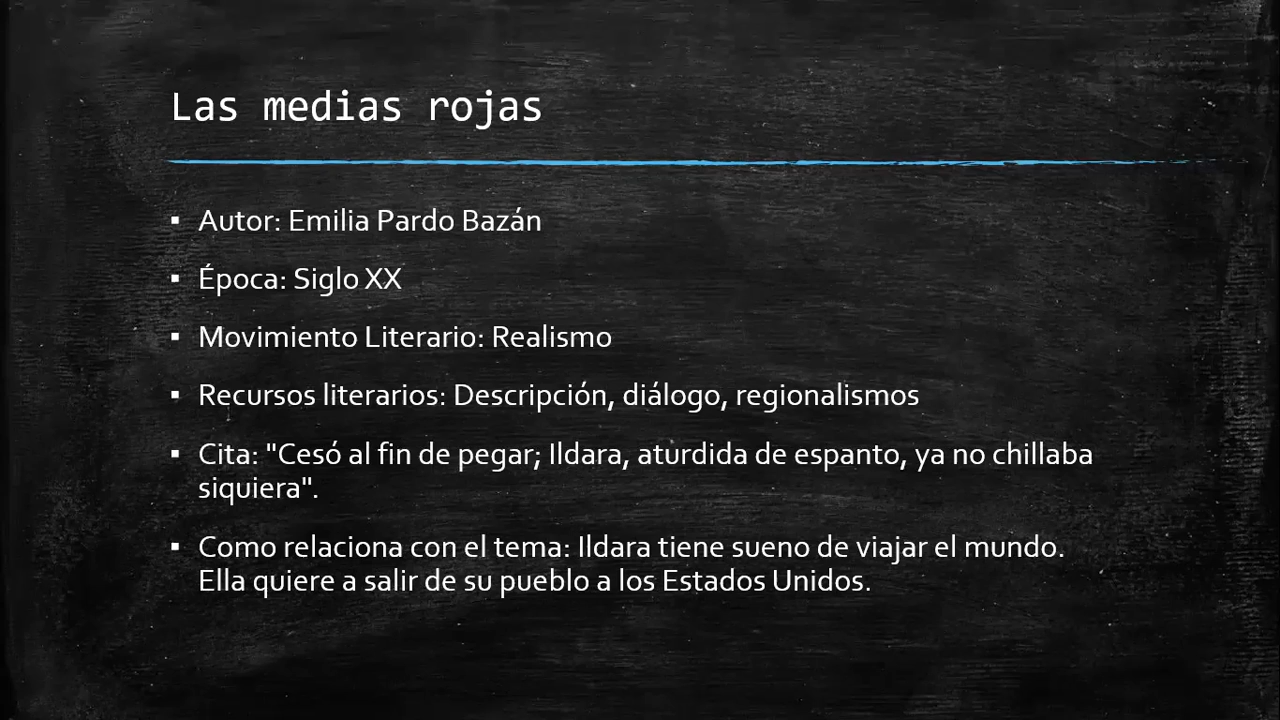 Las medias rojas
▪ Autor: Emilia Pardo Bazán
▪ Época: Siglo XX
▪ Movimiento Literario: Realismo
▪ Recursos literarios: Descripción, diálogo, regionalismos
▪ Cita: "Cesó al fin de pegar; Ildara, aturdida de espanto, ya no chillaba
siquiera".
▪ Como relaciona con el tema: Ildara tiene sueno de viajar el mundo.
Ella quiere a salir de su pueblo a los Estados Unidos.